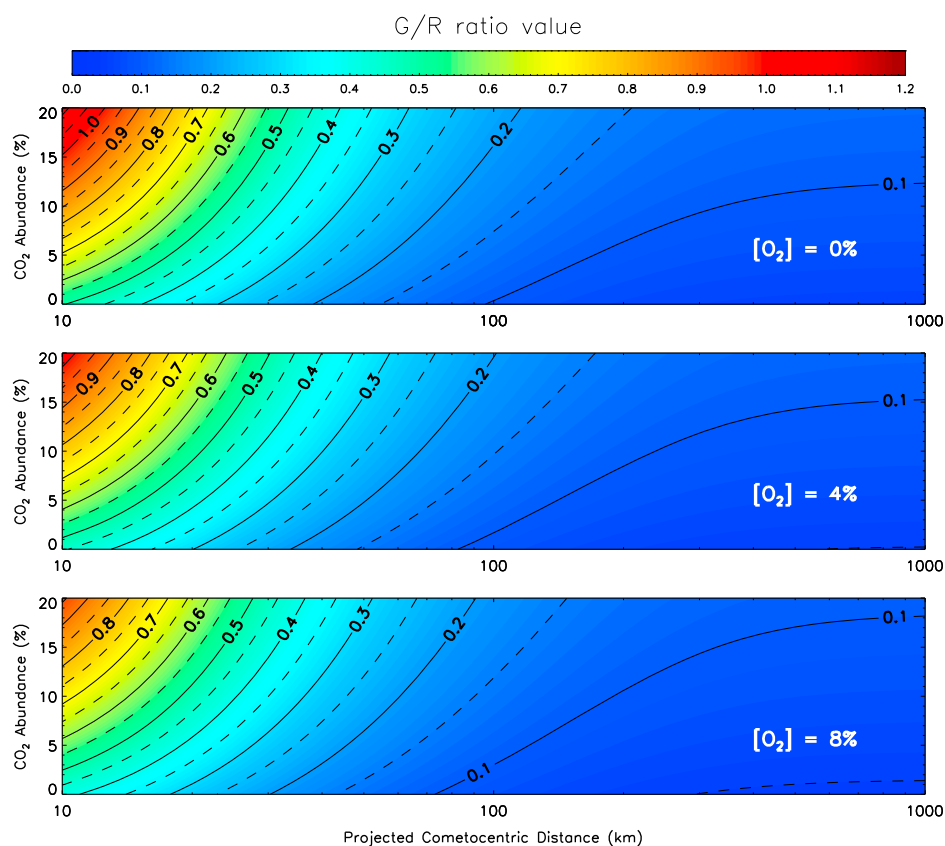 G/R ratio value
0.0 0.1 0.2 0.3 0.4 0.5 0.6 0.7 0.8 0.9 1.0 1.1 1.2
CO2 Abundance (%)
20
15
10
5
0
1.0 0.9 0.8 0.7 0.6 0.5 0.4 0.3 0.2
0.1
[O2] = 0%
10 100 1000
CO2 Abundance (%)
20
15
10
5
0
0.9 0.8 0.7 0.6 0.5 0.4 0.3 0.2
0.1
[O2] = 4%
10 100 1000
CO2 Abundance (%)
20
15
10
5
0
0.8 0.7 0.6 0.5 0.4 0.3 0.2 0.1
0.1
[O2] = 8%
10 100 1000
Projected Cometocentric Distance (km)